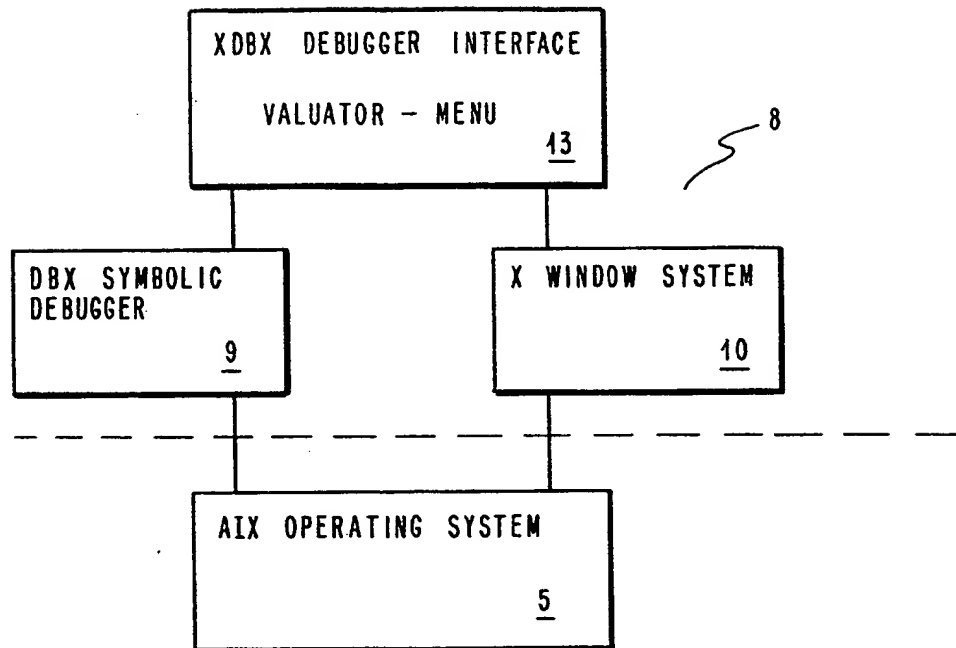 XDBX DEBUGGER INTERFACE
VALUATOR – MENU
13
8
DBX SYMBOLIC
DEBUGGER
9
X WINDOW SYSTEM
10
AIX OPERATING SYSTEM
5